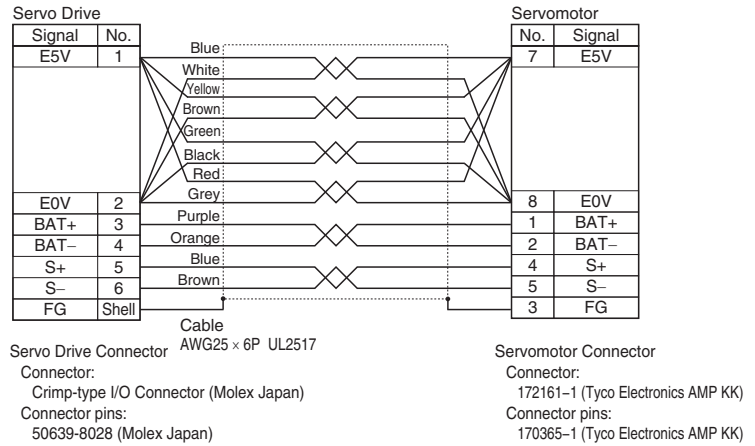 Servo Drive Servomotor
Signal No. No. Signal
E5V 1 Blue 7 E5V
White
Yellow
Brown
Green
Black
Red
E0V 2 Grey 8 E0V
BAT+ 3 Purple 1 BAT+
BAT− 4 Orange 2 BAT−
S+ 5 Blue 4 S+
S− 6 Brown 5 S−
FG Shell 3 FG
Cable
AWG25 × 6P UL2517
Servo Drive Connector Servomotor Connector
Connector: Connector:
Crimp-type I/O Connector (Molex Japan) 172161−1 (Tyco Electronics AMP KK)
Connector pins: Connector pins:
50639-8028 (Molex Japan) 170365−1 (Tyco Electronics AMP KK)